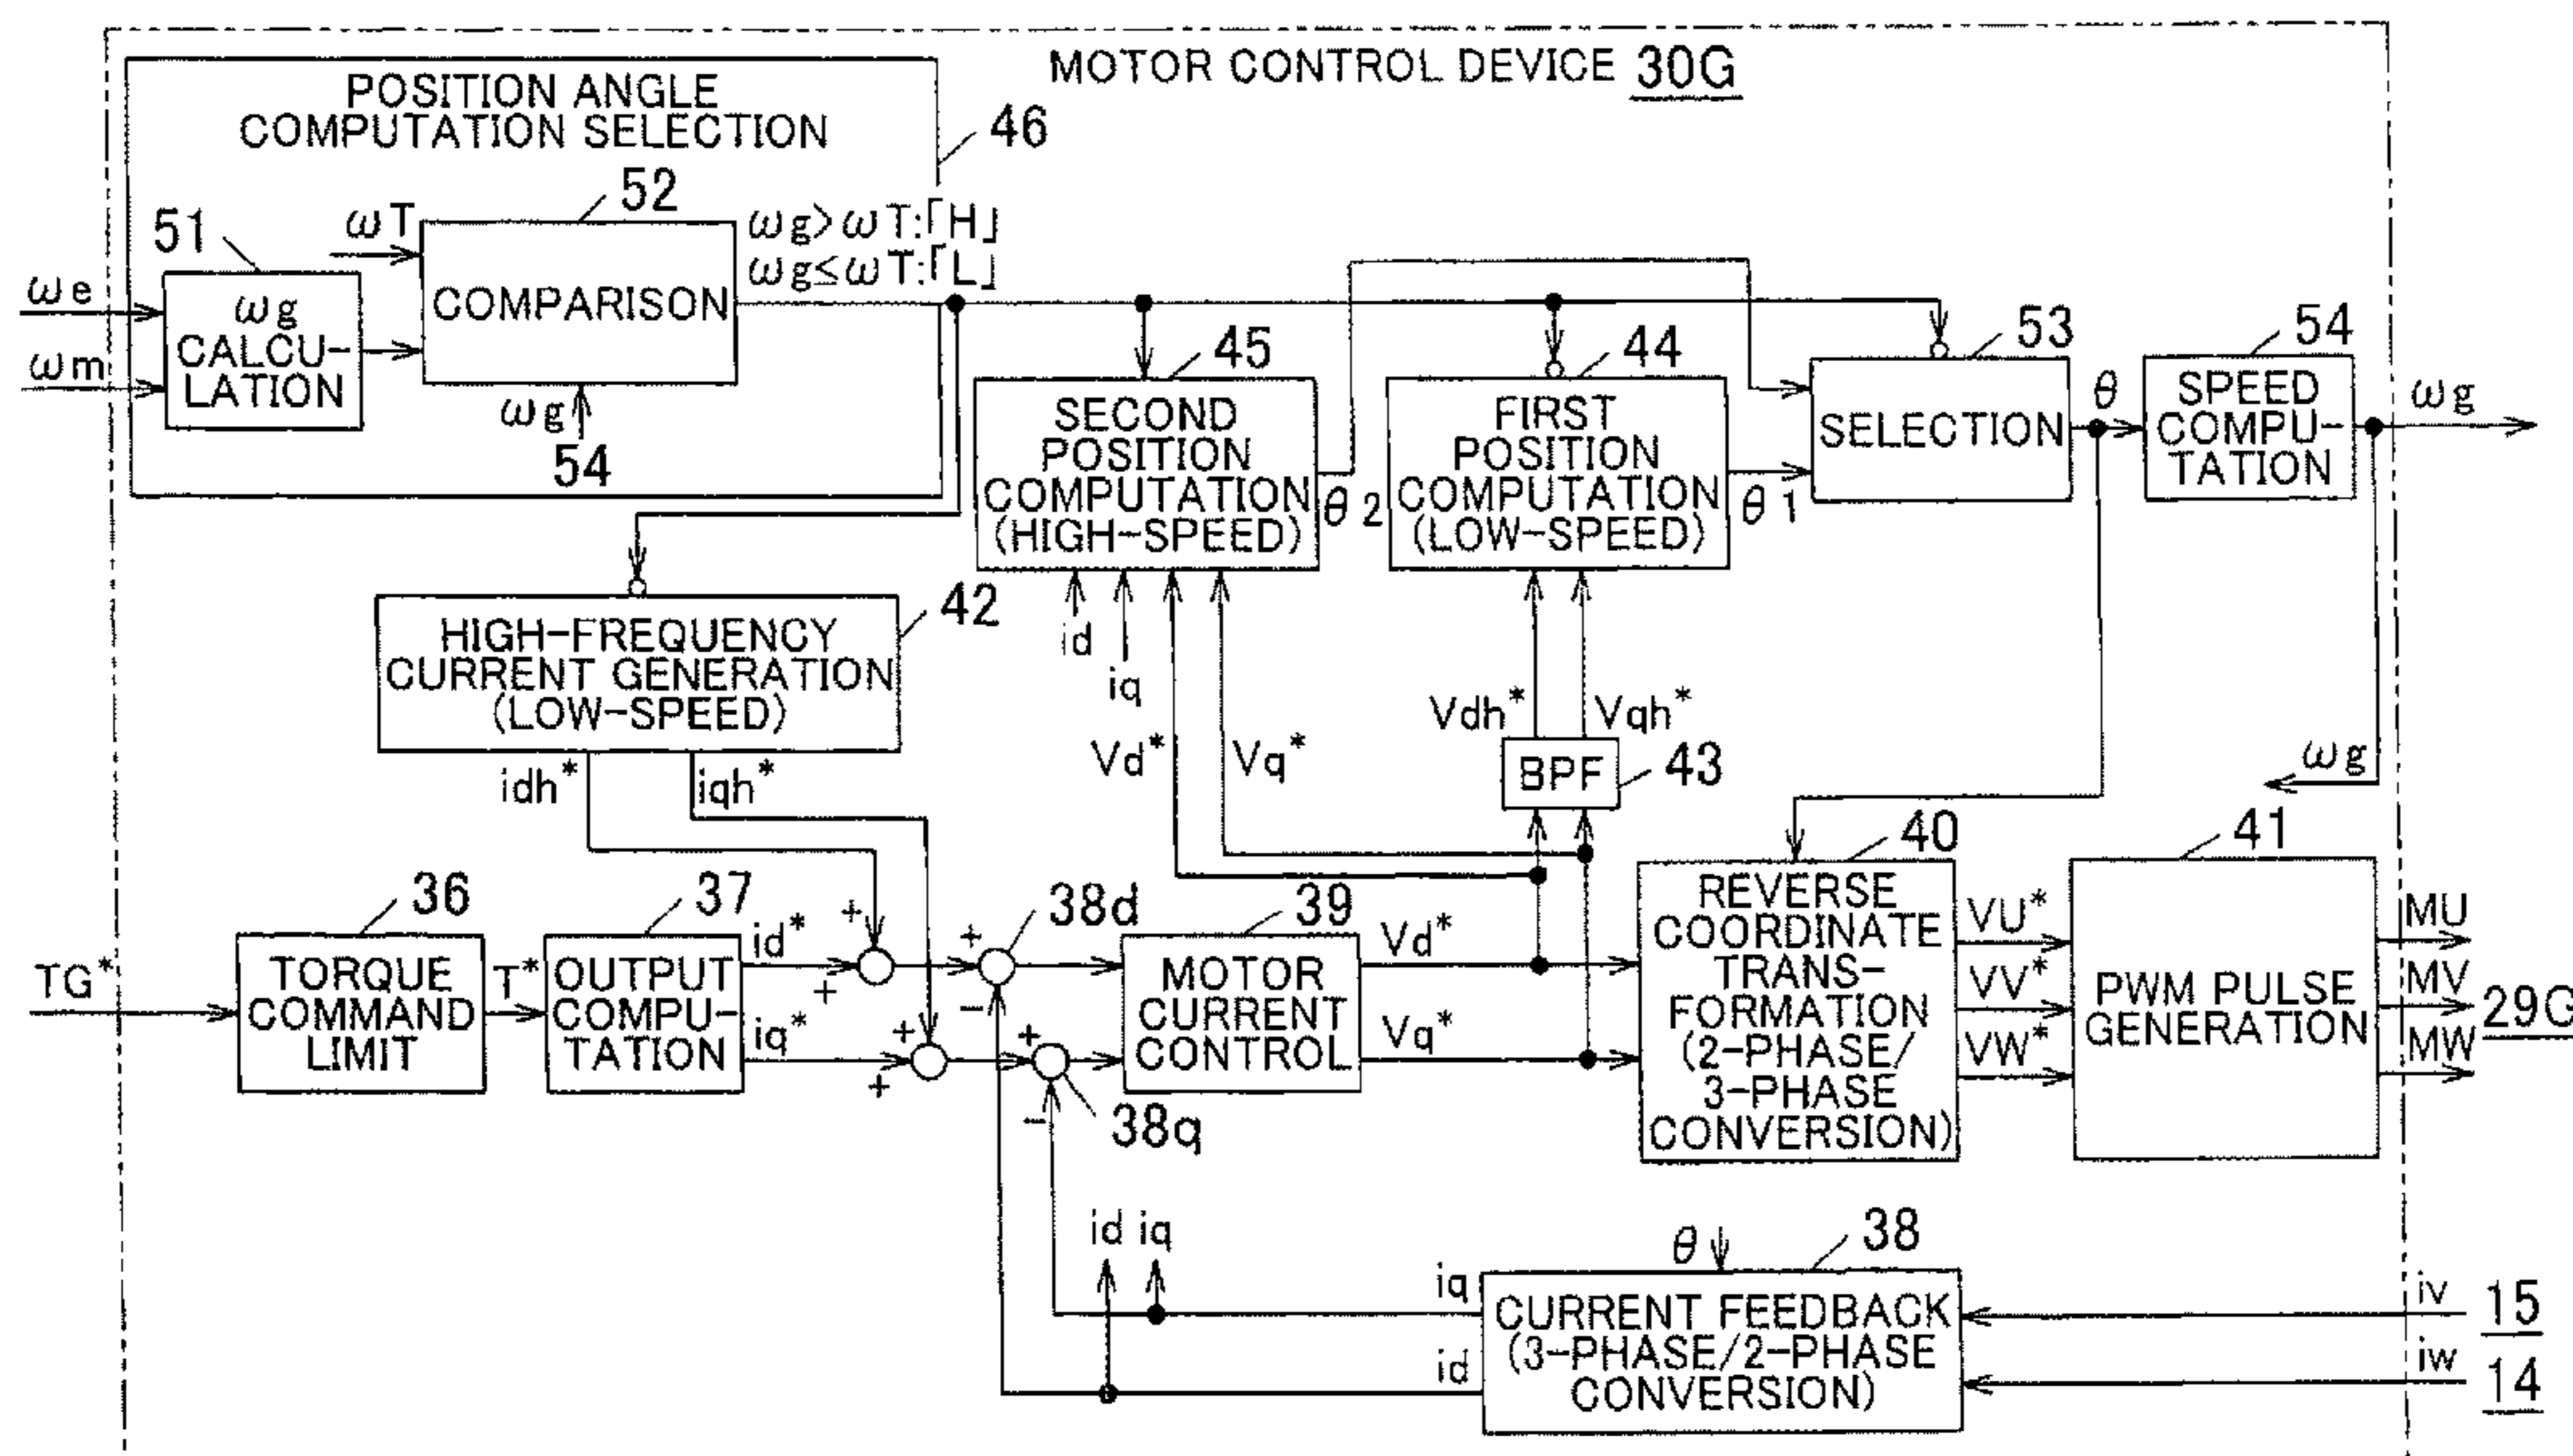 MOTOR CONTROL DEVICE 30G
POSITION ANGLE
COMPUTATION SELECTION
46
52
ωT
ωg>ωT:「H」
ωg≤ωT:「L」
51
ωe
ωm
ωg
CALCU-
LATION
COMPARISON
ωg
54
45
SECOND
POSITION
COMPUTATION
(HIGH-SPEED)
θ2
44
FIRST
POSITION
COMPUTATION
(LOW-SPEED)
θ1
53
SELECTION
θ
54
SPEED
COMPU-
TATION
ωg
ωg
42
HIGH-FREQUENCY
CURRENT GENERATION
(LOW-SPEED)
id
iq
Vd*
Vq*
Vdh*
Vqh*
BPF
43
idh*
iqh*
TG*
36
TORQUE
COMMAND
LIMIT
T*
37
OUTPUT
COMPU-
TATION
id*
iq*
+
+
+
+
+
-
38d
+
-
38q
39
MOTOR
CURRENT
CONTROL
Vd*
Vq*
40
REVERSE
COORDINATE
TRANS-
FORMATION
(2-PHASE/
3-PHASE
CONVERSION)
VU*
VV*
VW*
41
PWM PULSE
GENERATION
MU
MV
MW
29G
id
iq
iq
id
θ
38
CURRENT FEEDBACK
(3-PHASE/2-PHASE
CONVERSION)
iv
15
iw
14